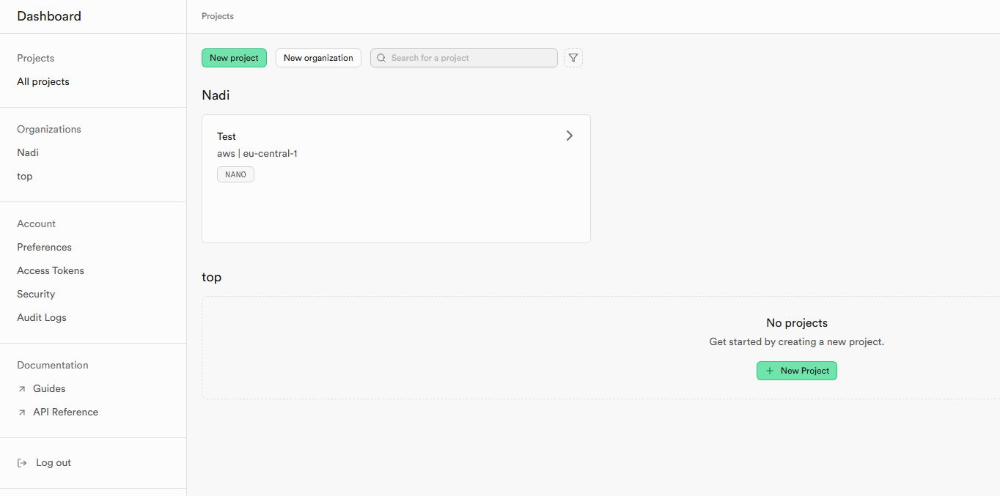 Dashboard
Projects
All projects
Organizations
Nadi
top
Account
Preferences
Access Tokens
Security
Audit Logs
Documentation
Guides
API Reference
Log out
Projects
New project
New organization
Search for a project
Nadi
Test
aws | eu-central-1
NANO
top
No projects
Get started by creating a new project.
New Project